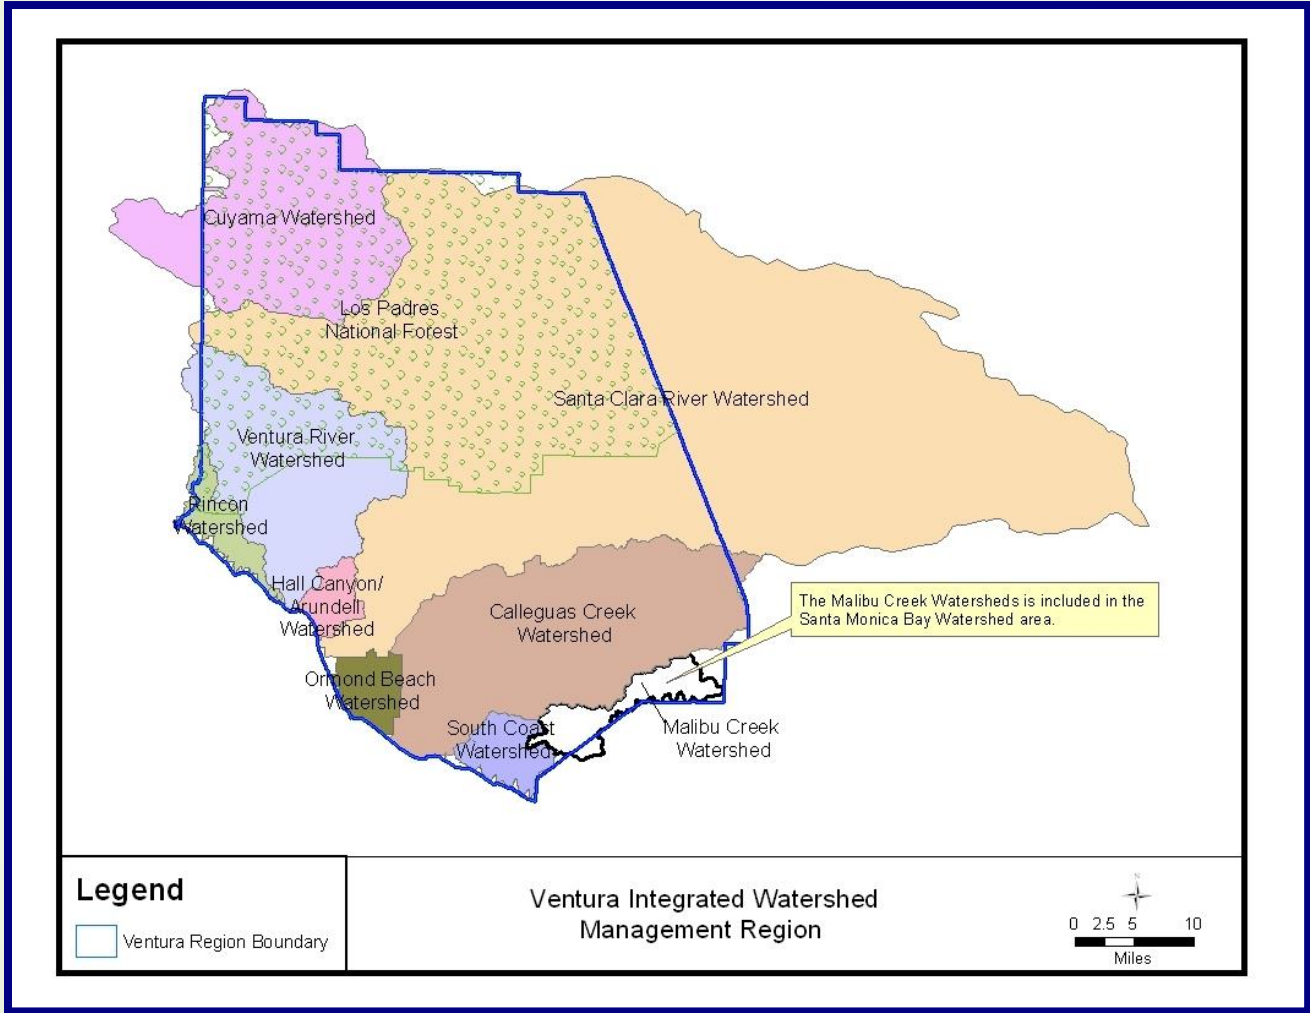 Cuyama Watershed
Los Padres
National Forest
Santa Clara River Watershed
Ventura River
Watershed
Rincon
Watershed
Hall Canyon/
Arundell
Watershed
Calleguas Creek
Watershed
The Malibu Creek Watersheds is included in the
Santa Monica Bay Watershed area.
Ormond Beach
Watershed
South Coast
Watershed
Malibu Creek
Watershed
Legend
Ventura Region Boundary
Ventura Integrated Watershed
Management Region
N
0 2.5 5 10
Miles